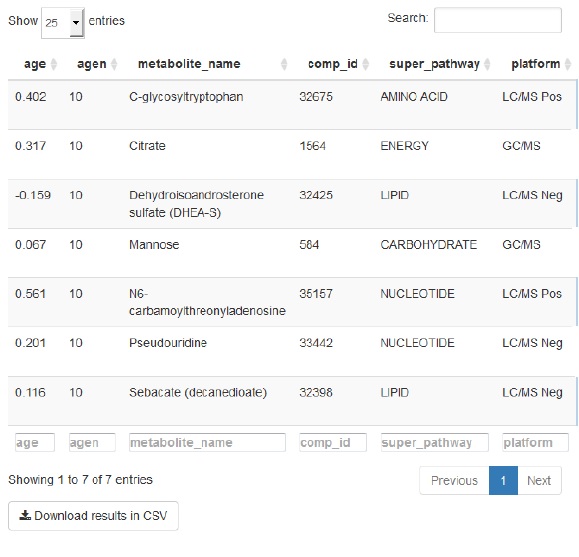 Show 25 entries Search:
age agen metabolite_name comp_id super_pathway platform
0.402 10 C-glycosyltryptophan 32675 AMINO ACID LC/MS Pos
0.317 10 Citrate 1564 ENERGY GC/MS
-0.159 10 Dehydroisoandrosterone 32425 LIPID LC/MS Neg
sulfate (DHEA-S)
0.067 10 Mannose 584 CARBOHYDRATE GC/MS
0.561 10 N6- 35157 NUCLEOTIDE LC/MS Pos
carbamoylthreonyladenosine
0.201 10 Pseudouridine 33442 NUCLEOTIDE LC/MS Neg
0.116 10 Sebacate (decanedioate) 32398 LIPID LC/MS Neg
age agen metabolite_name comp_id super_pathway platform
Showing 1 to 7 of 7 entries Previous 1 Next
Download results in CSV